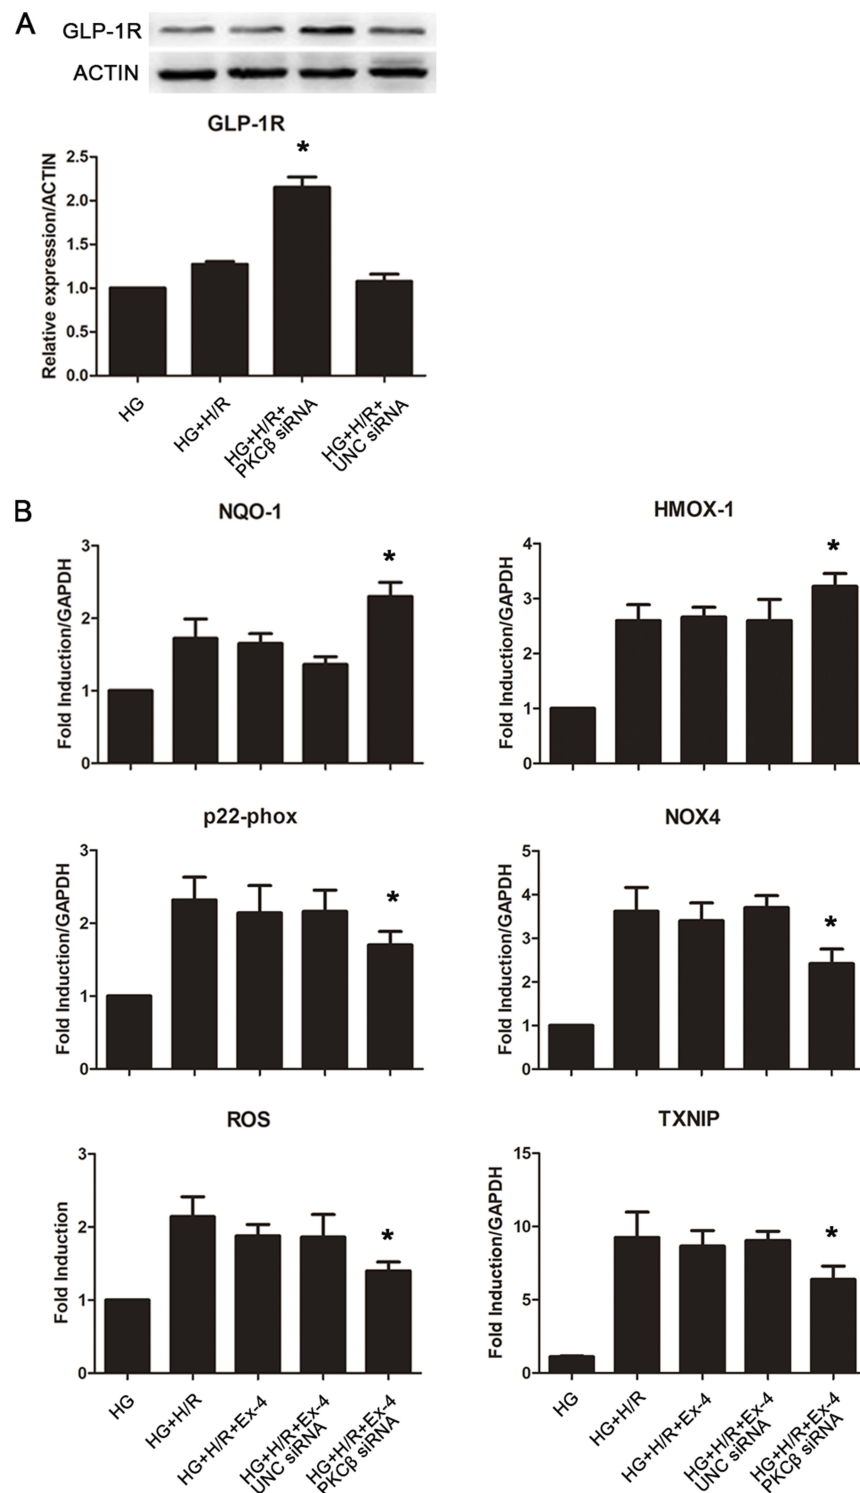 A
GLP-1R
ACTIN
GLP-1R
*
Relative expression/ACTIN
2.5
2.0
1.5
1.0
0.5
0.0
HG
HG+H/R
HG+H/R+
PKCβ siRNA
HG+H/R+
UNC siRNA
B
NQO-1
Fold Induction/GAPDH
3
2
1
0
*
HMOX-1
Fold Induction/GAPDH
4
3
2
1
0
*
p22-phox
Fold Induction/GAPDH
3
2
1
0
*
NOX4
Fold Induction/GAPDH
5
4
3
2
1
0
*
ROS
Fold Induction
3
2
1
0
*
HG
HG+H/R
HG+H/R+Ex-4
HG+H/R+Ex-4
UNC siRNA
HG+H/R+Ex-4
PKCβ siRNA
TXNIP
Fold Induction/GAPDH
15
10
5
0
*
HG
HG+H/R
HG+H/R+Ex-4
HG+H/R+Ex-4
UNC siRNA
HG+H/R+Ex-4
PKCβ siRNA